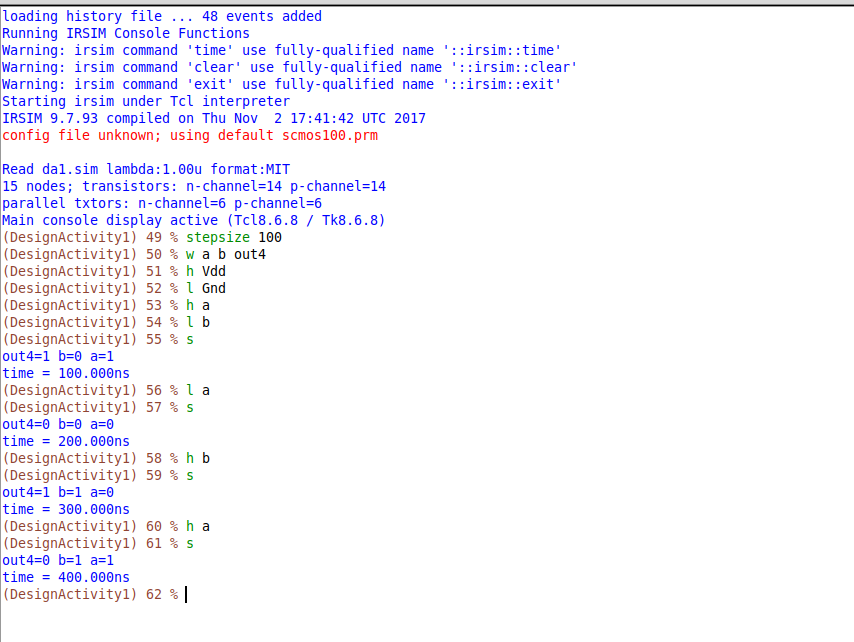 loading history file ... 48 events added
Running IRSIM Console Functions
Warning: irsim command 'time' use fully-qualified name '::irsim::time'
Warning: irsim command 'clear' use fully-qualified name '::irsim::clear'
Warning: irsim command 'exit' use fully-qualified name '::irsim::exit'
Starting irsim under Tcl interpreter
IRSIM 9.7.93 compiled on Thu Nov  2 17:41:42 UTC 2017
config file unknown; using default scmos100.prm
Read da1.sim lambda:1.00u format:MIT
15 nodes; transistors: n-channel=14 p-channel=14
parallel txtors: n-channel=6 p-channel=6
Main console display active (Tcl8.6.8 / Tk8.6.8)
(DesignActivity1) 49 % stepsize 100
(DesignActivity1) 50 % w a b out4
(DesignActivity1) 51 % h Vdd
(DesignActivity1) 52 % l Gnd
(DesignActivity1) 53 % h a
(DesignActivity1) 54 % l b
(DesignActivity1) 55 % s
out4=1 b=0 a=1
time = 100.000ns
(DesignActivity1) 56 % l a
(DesignActivity1) 57 % s
out4=0 b=0 a=0
time = 200.000ns
(DesignActivity1) 58 % h b
(DesignActivity1) 59 % s
out4=1 b=1 a=0
time = 300.000ns
(DesignActivity1) 60 % h a
(DesignActivity1) 61 % s
out4=0 b=1 a=1
time = 400.000ns
(DesignActivity1) 62 %